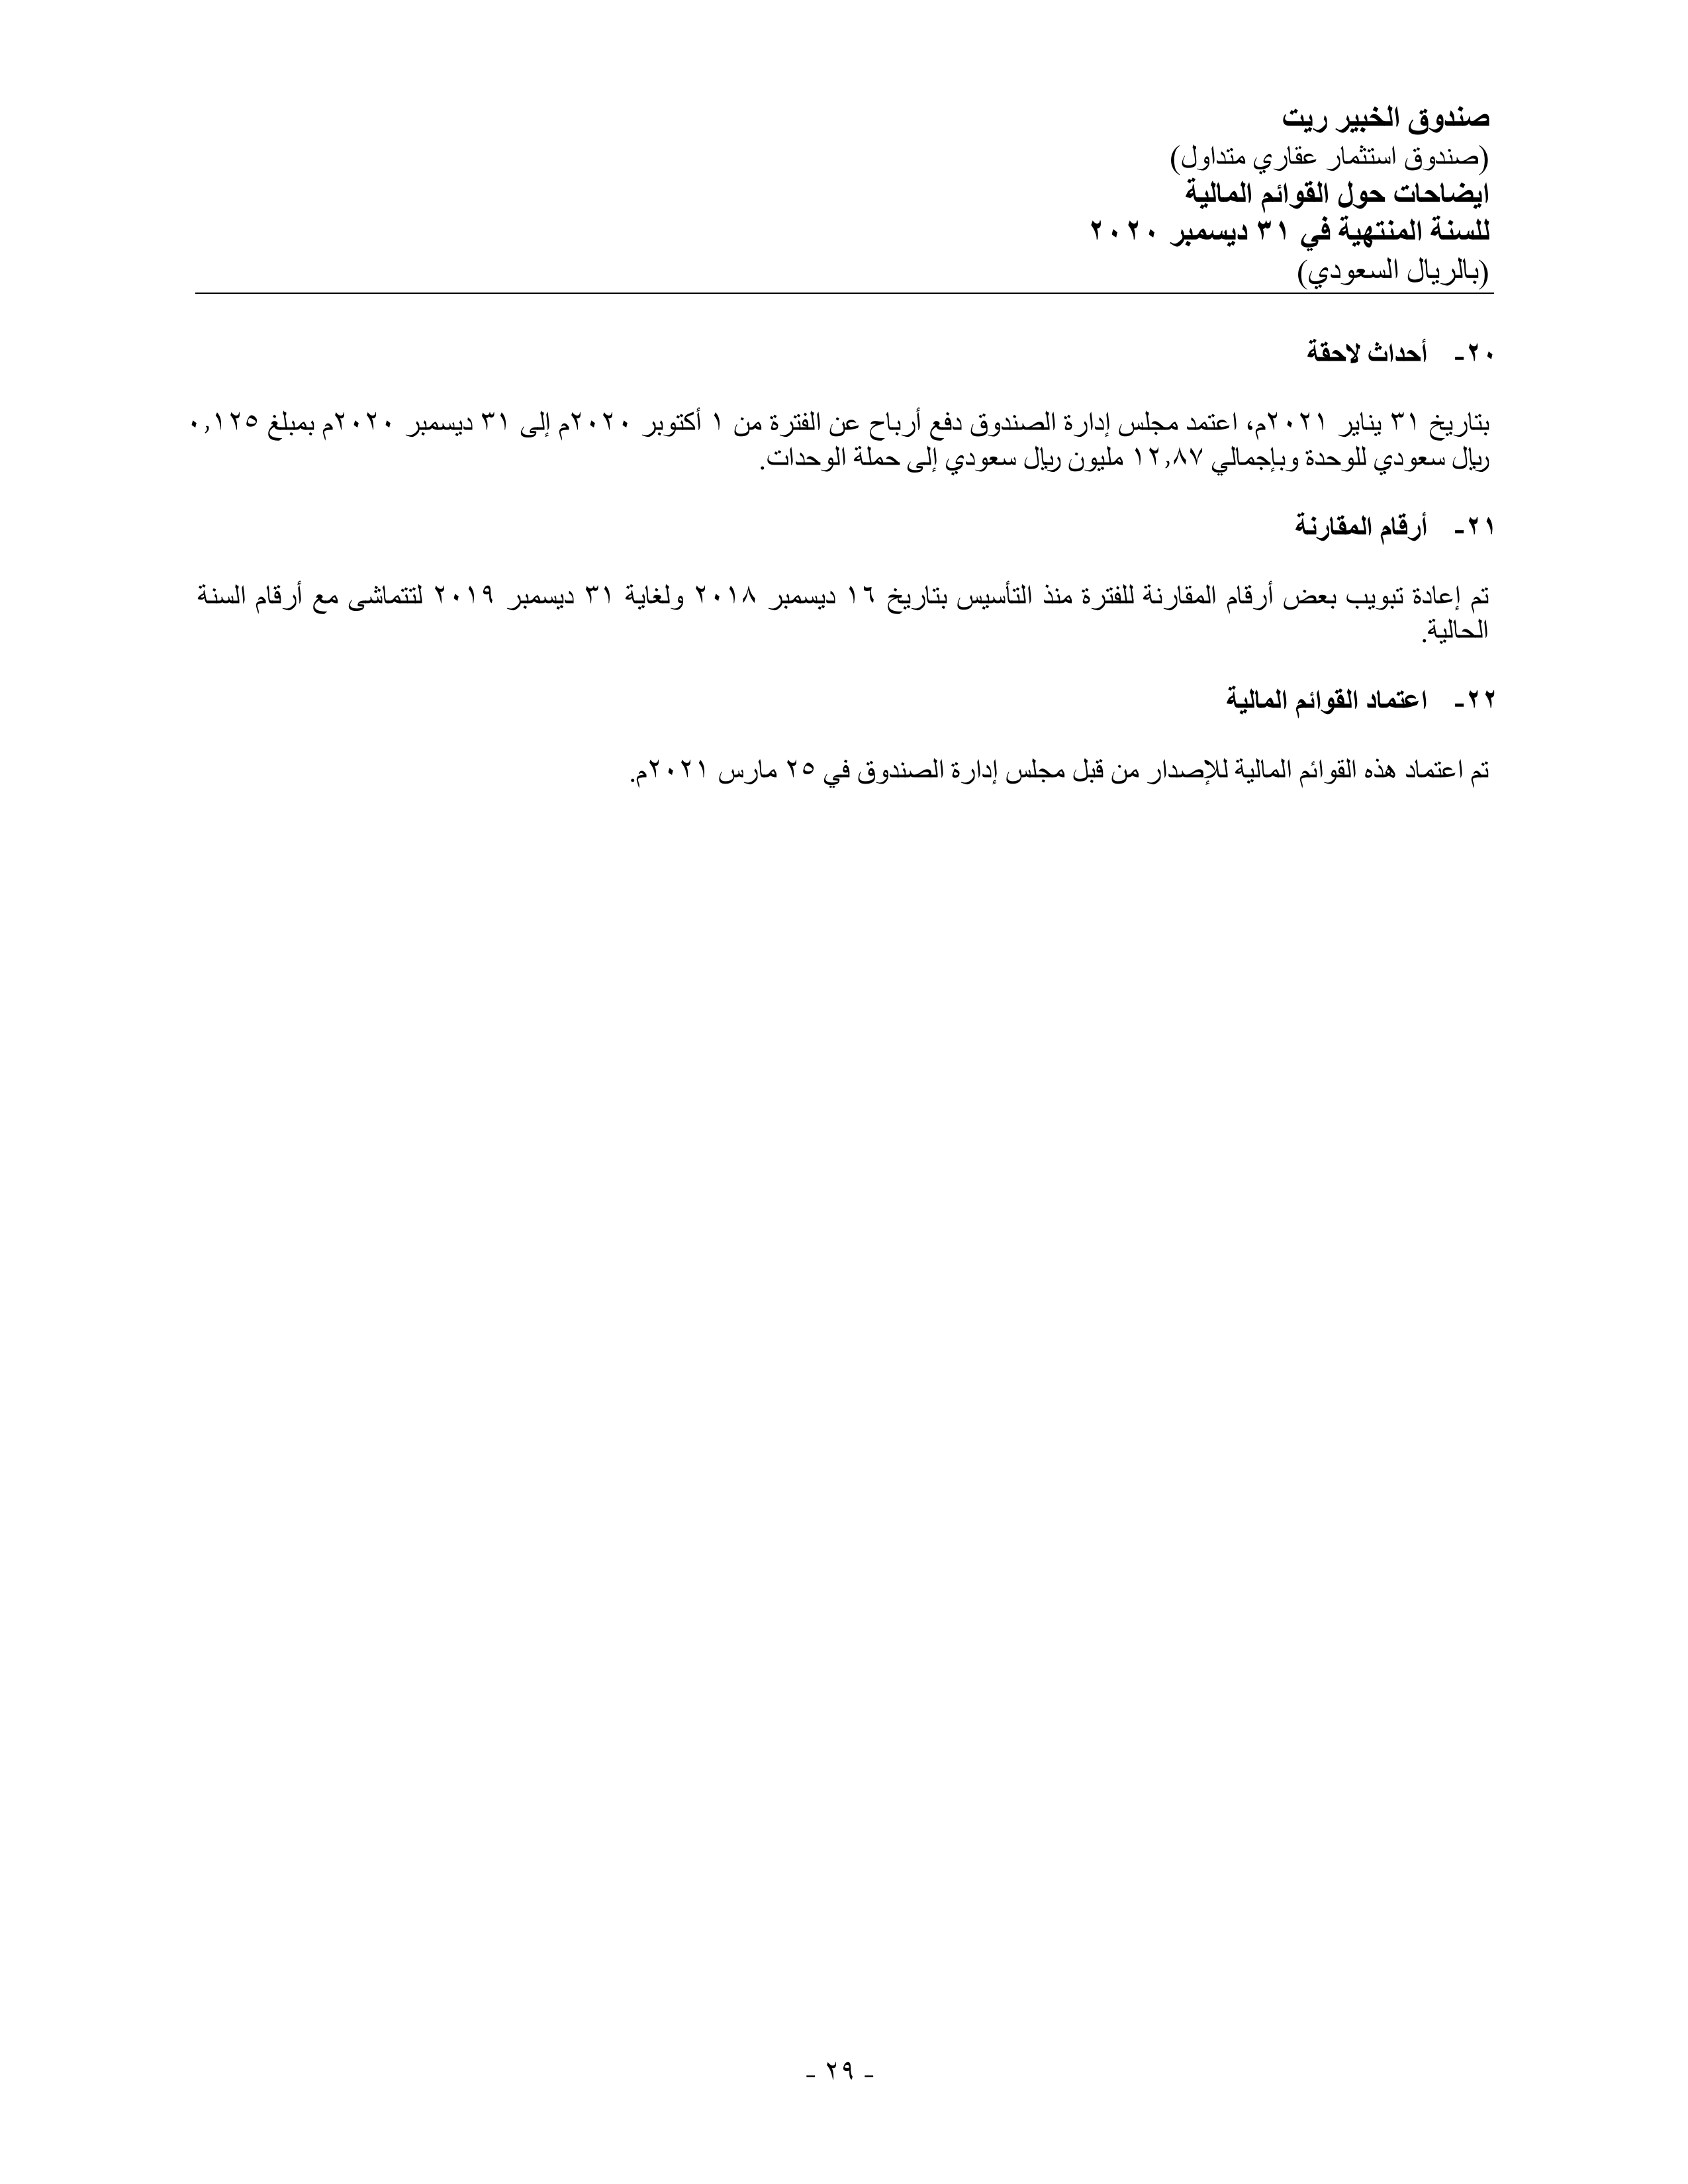 صندوق الخبير ريت
(صندوق استثمار عقاري متداول)
ايضاحات حول القوائم المالية
للسنة المنتهية في ٣١ ديسمبر ٢٠٢٠
(بالريال السعودي)
٢٠- أحداث لاحقة
بتاريخ ٣١ يناير ٢٠٢١م، اعتمد مجلس إدارة الصندوق دفع أرباح عن الفترة من ١ أكتوبر ٢٠٢٠م إلى ٣١ ديسمبر ٢٠٢٠م بمبلغ ٠,١٢٥
ريال سعودي للوحدة وبإجمالي ١٢,٨٧ مليون ريال سعودي إلى حملة الوحدات.
٢١- أرقام المقارنة
تم إعادة تبويب بعض أرقام المقارنة للفترة منذ التأسيس بتاريخ ١٦ ديسمبر ٢٠١٨ ولغاية ٣١ ديسمبر ٢٠١٩ لتتماشى مع أرقام السنة
الحالية.
٢٢- اعتماد القوائم المالية
تم اعتماد هذه القوائم المالية للإصدار من قبل مجلس إدارة الصندوق في ٢٥ مارس ٢٠٢١م.
- ٢٩ -